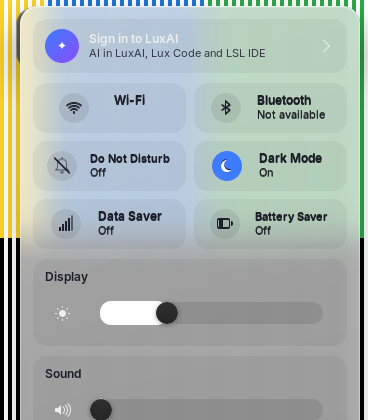 Sign in to LuxAI
AI in LuxAI, Lux Code and LSL IDE
Wi-Fi
Bluetooth
Not available
Do Not Disturb
Off
Dark Mode
On
Data Saver
Off
Battery Saver
Off
Display
Sound